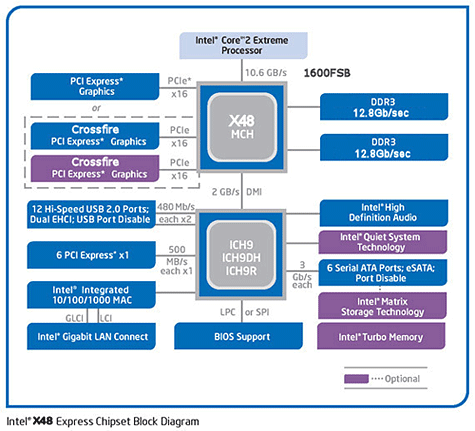 Intel® Core™2 Extreme
Processor
10.6 GB/s
1600FSB
PCI Express*
Graphics
PCIe*
x16
or
X48
MCH
DDR3
12.8Gb/sec
Crossfire
PCI Express* Graphics
PCIe
x16
Crossfire
PCI Express* Graphics
PCIe
x16
DDR3
12.8Gb/sec
2 GB/s
DMI
12 Hi-Speed USB 2.0 Ports;
Dual EHCI; USB Port Disable
480 Mb/s
each x2
Intel® High
Definition Audio
ICH9
ICH9DH
ICH9R
Intel® Quiet System
Technology
6 PCI Express* x1
500
MB/s
each x1
3
Gb/s
each
6 Serial ATA Ports; eSATA;
Port Disable
Intel® Integrated
10/100/1000 MAC
Intel® Matrix
Storage Technology
GLCI
LCI
LPC or SPI
Intel® Gigabit LAN Connect
BIOS Support
Intel® Turbo Memory
Optional
Intel® X48 Express Chipset Block Diagram